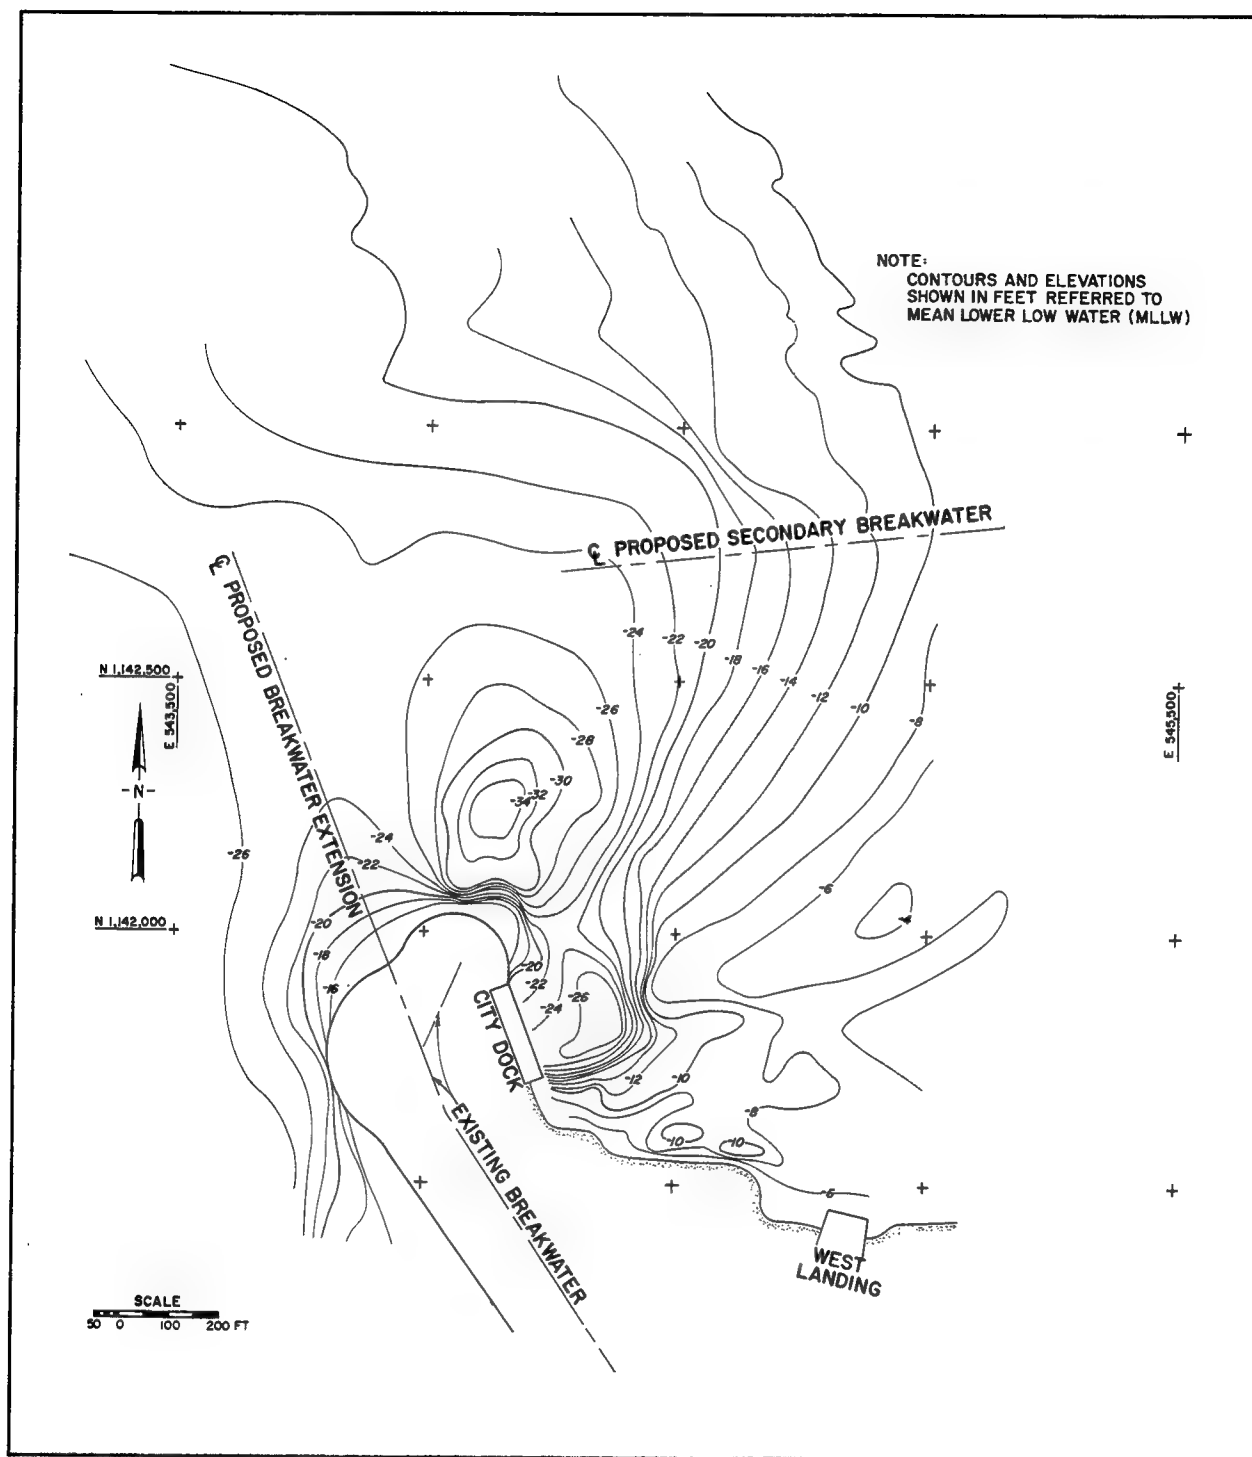 NOTE:
CONTOURS AND ELEVATIONS
SHOWN IN FEET REFERRED TO
MEAN LOWER LOW WATER (MLLW)
℄ PROPOSED SECONDARY BREAKWATER
℄ PROPOSED BREAKWATER EXTENSION
-24
-22
-20
-18
-16
-14
-12
-10
-8
N 1,142,500
E 543,500
E 545,500
-N-
-26
-28
-30
-32
-34
-24
-22
-26
-6
-4
N 1,142,000
-20
-18
-16
-20
-22
-24
-26
CITY DOCK
-12
-10
-8
-10
-10
EXISTING BREAKWATER
-6
WEST
LANDING
SCALE
50 0 100 200 FT